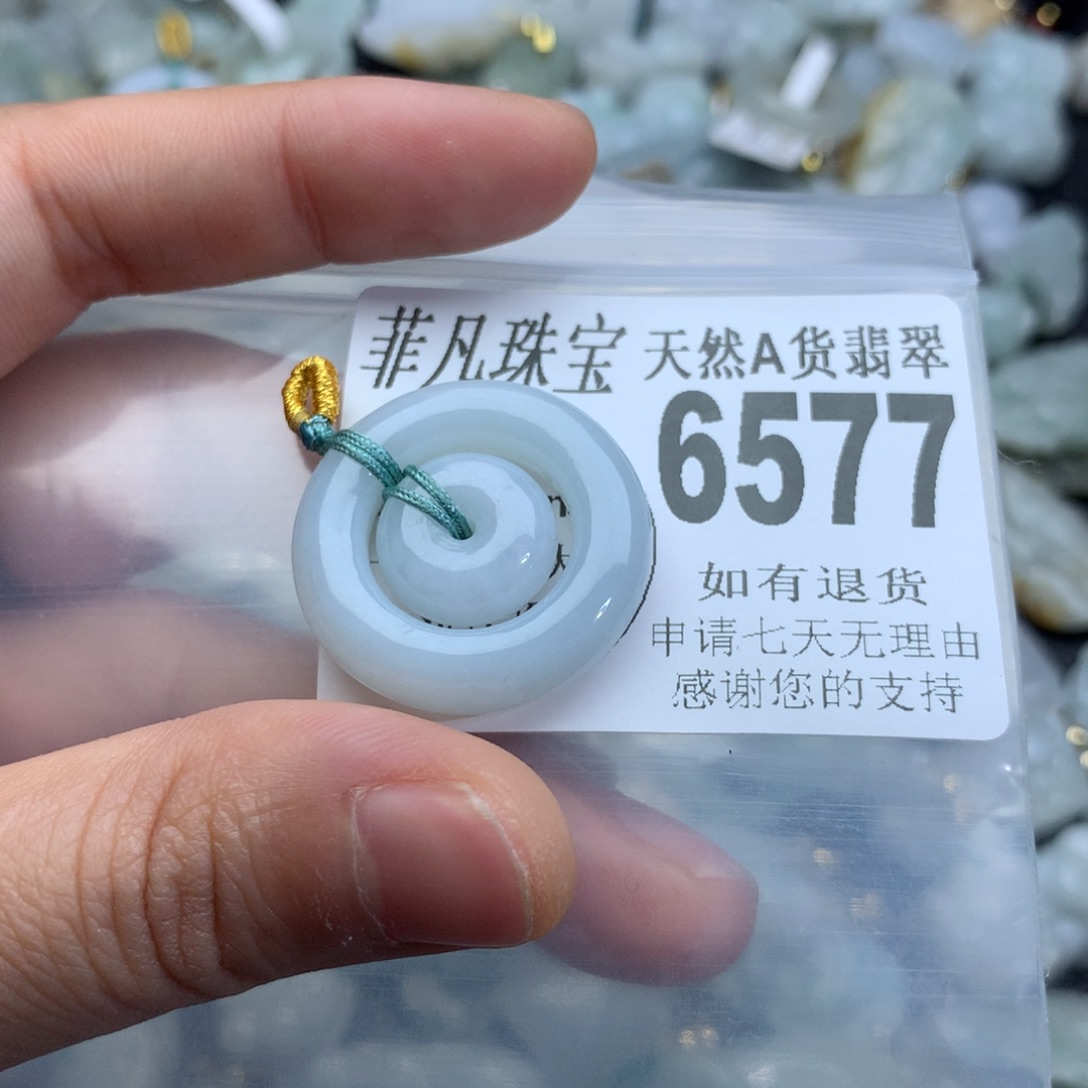 菲凡珠宝 天然A货翡翠
6577
如有退货
申请七天无理由
感谢您的支持